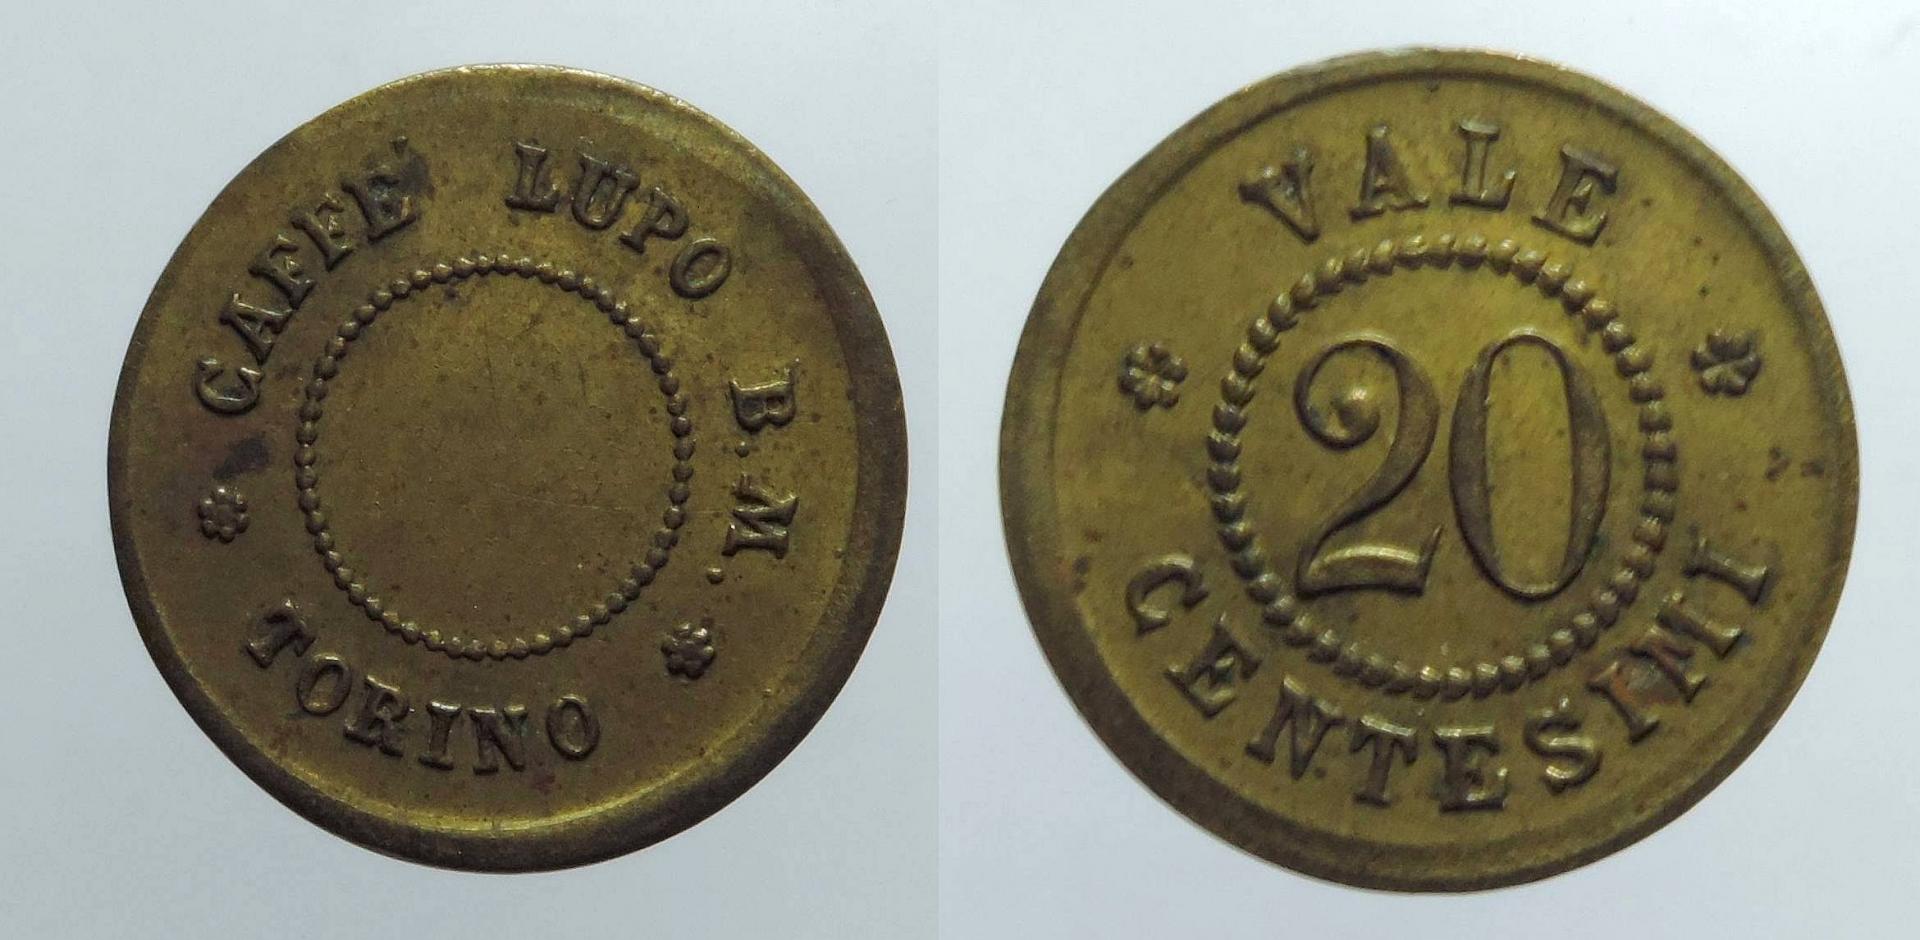 CAFFE' LUPO B.M.
TORINO
VALE
20
CENTESIMI